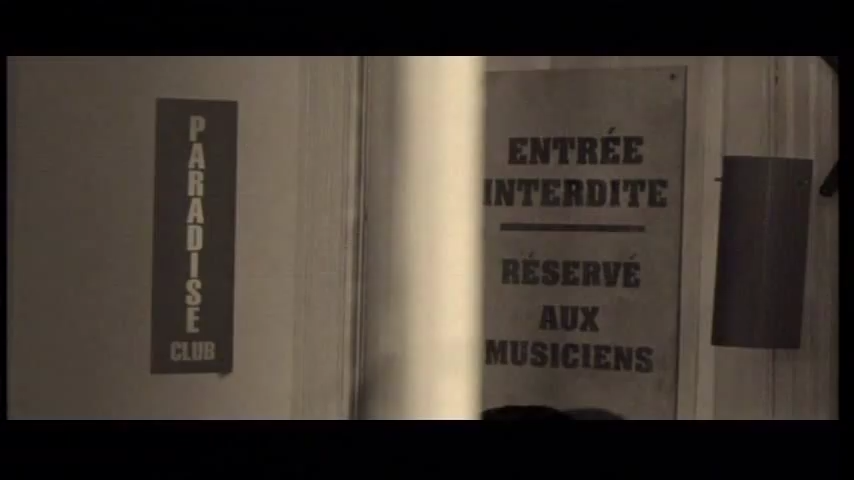 PARADISE
CLUB
ENTRÉE
INTERDITE
RÉSERVÉ
AUX
MUSICIENS